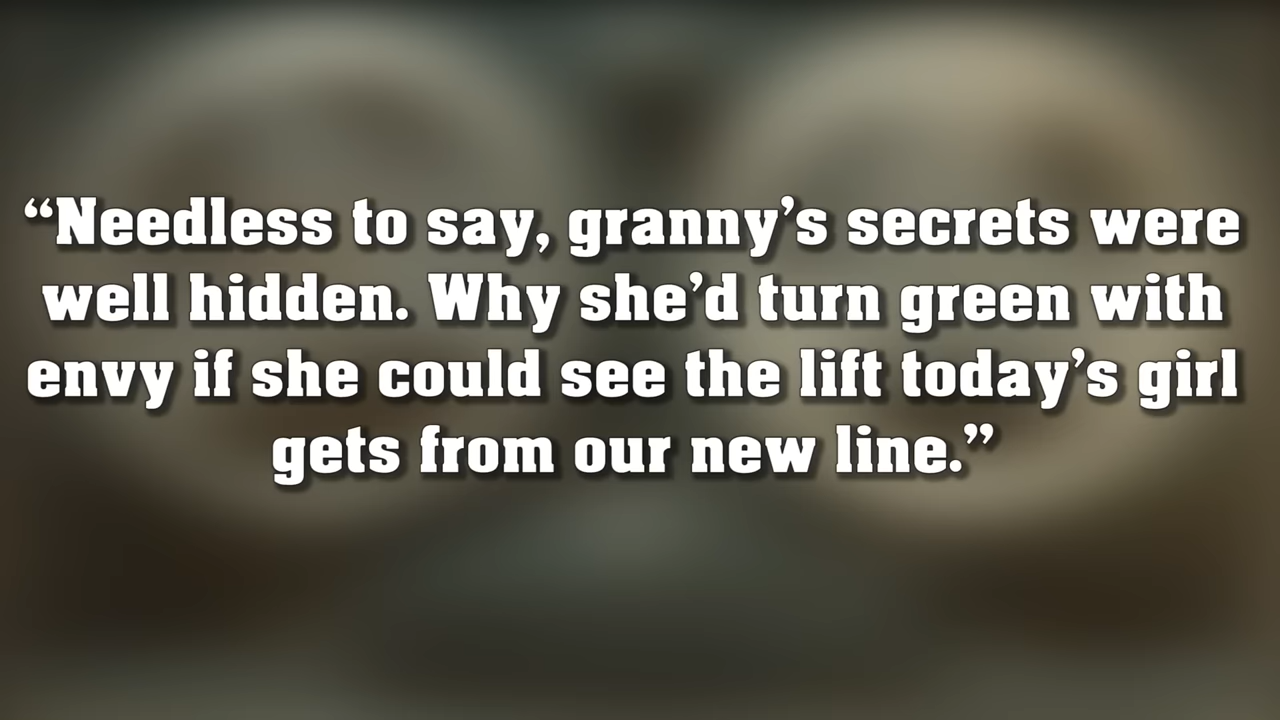 “Needless to say, granny’s secrets were
well hidden. Why she’d turn green with
envy if she could see the lift today’s girl
gets from our new line.”